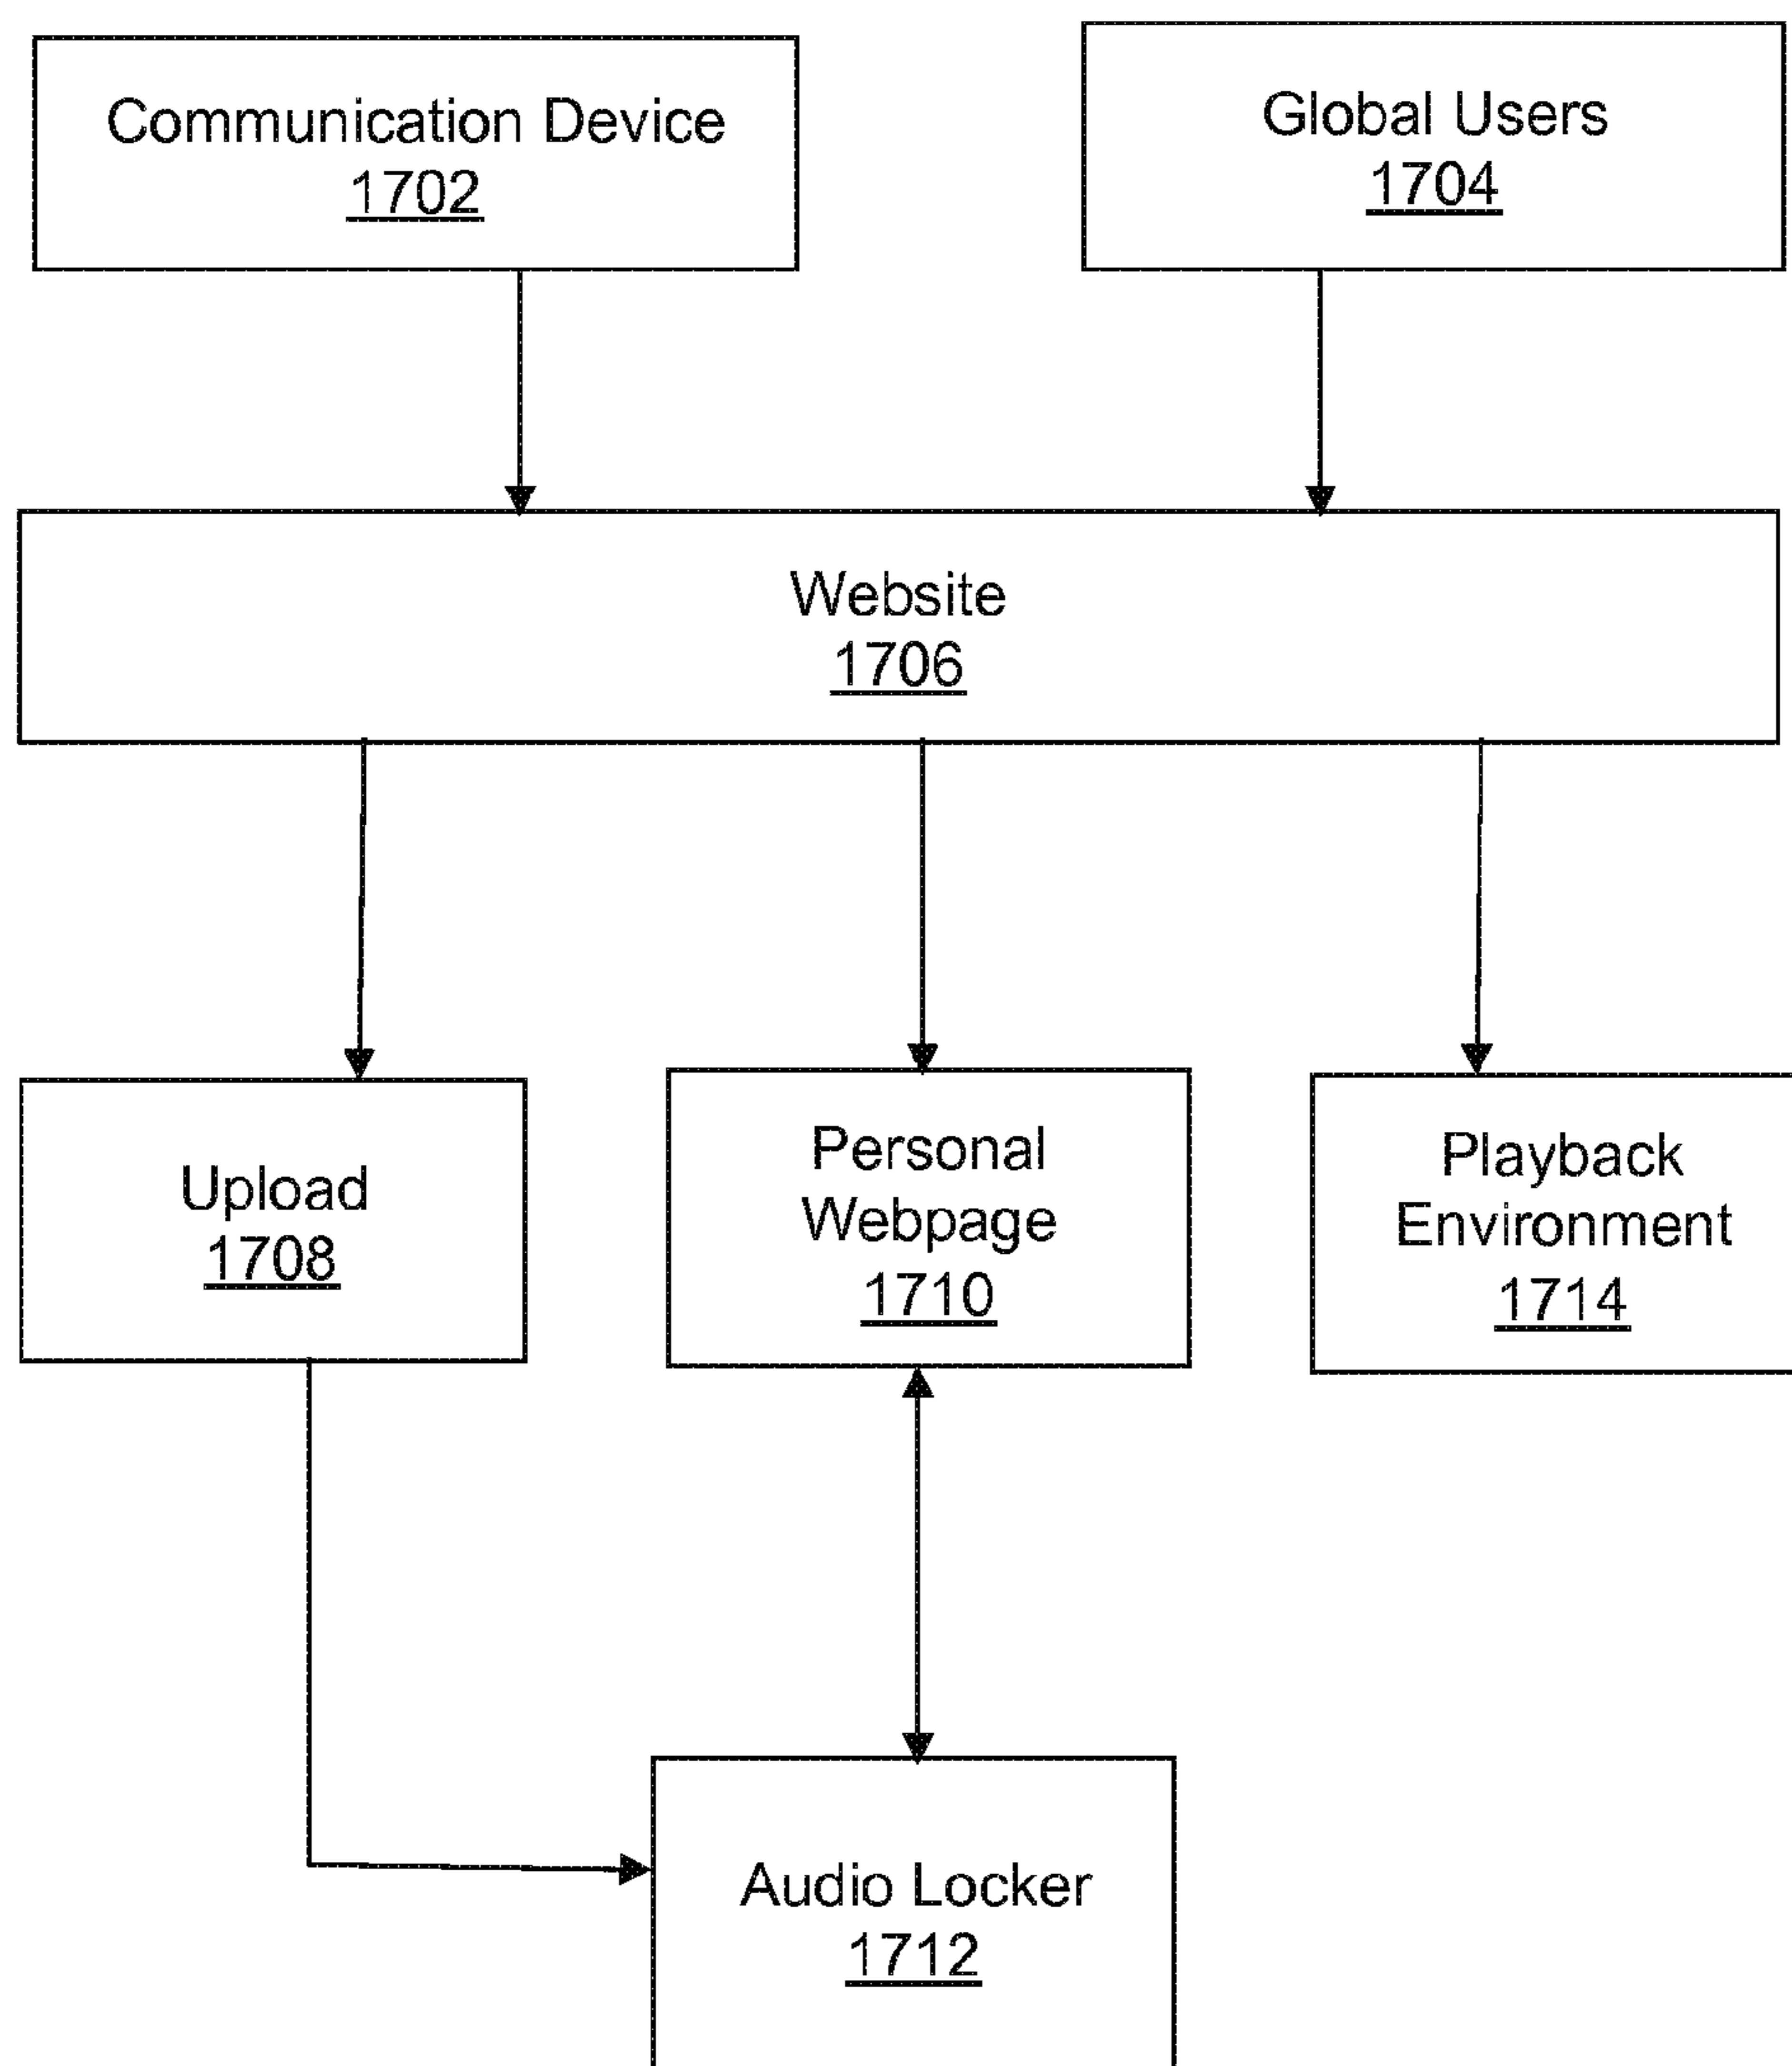 Communication Device
1702
Global Users
1704
Website
1706
Upload
1708
Personal
Webpage
1710
Playback
Environment
1714
Audio Locker
1712